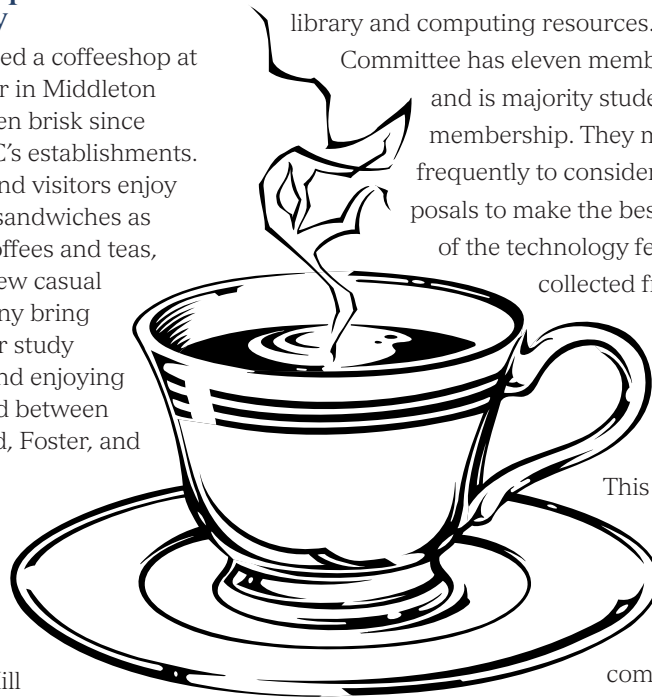 y
ed a coffeeshop at
r in Middleton
en brisk since
C’s establishments.
nd visitors enjoy
sandwiches as
offees and teas,
ew casual
ny bring
r study
nd enjoying
d between
d, Foster, and
ill
library and computing resources.
Committee has eleven memb
and is majority stude
membership. They m
frequently to consider
posals to make the bes
of the technology fe
collected f
This
com